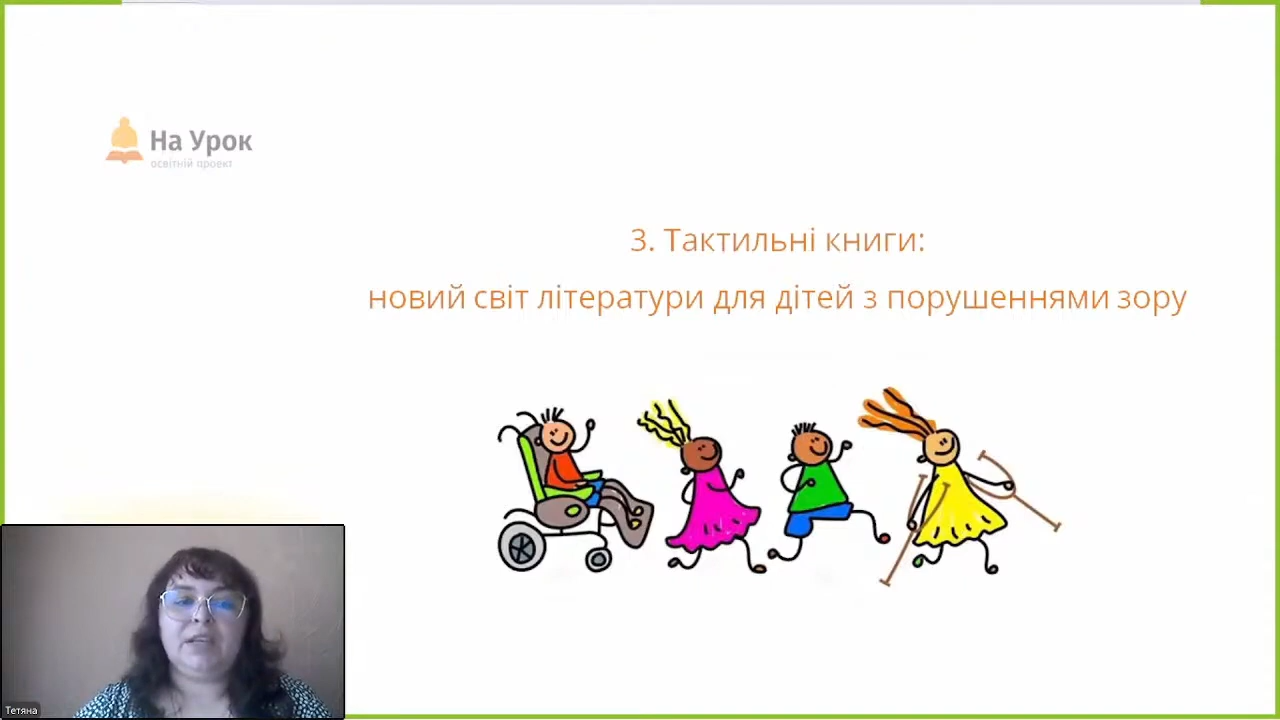 На Урок
освітній проект
3. Тактильні книги:
новий світ літератури для дітей з порушеннями зору
Тетяна